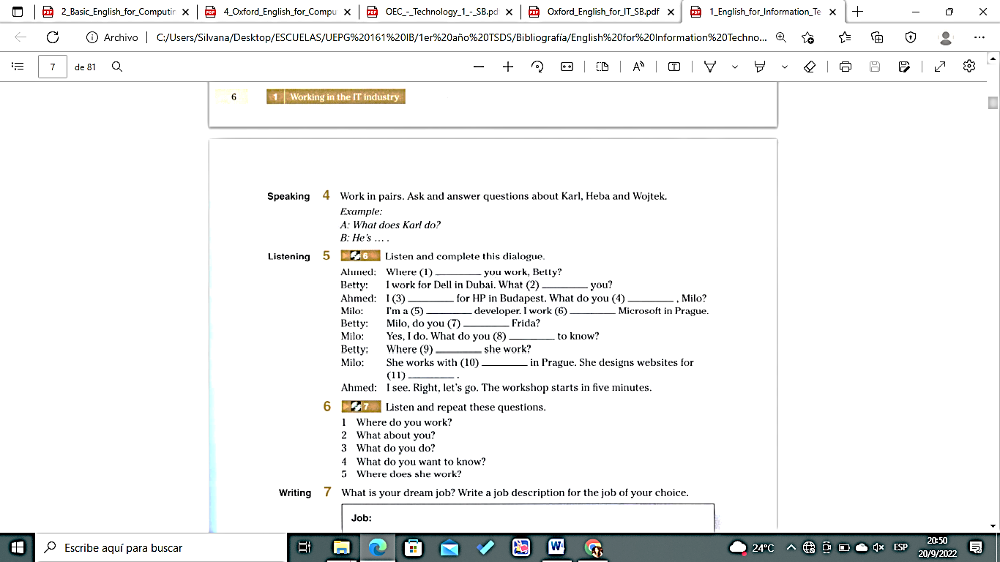 2_Basic_English_for_Computin
4_Oxford_English_for_Compu
OEC_-_Technology_1_-_SB.pd
Oxford_English_for_IT_SB.pdf
1_English_for_Information_Te
Archivo
C:/Users/Silvana/Desktop/ESCUELAS/UEPG%20161%20IB/1er%20año%20TSDS/Bibliografía/English%20for%20Information%20Techno...
7 de 81
6 1 Working in the IT industry
Speaking 4 Work in pairs. Ask and answer questions about Karl, Heba and Wojtek.
Example:
A: What does Karl do?
B: He's ... .
Listening 5 6 Listen and complete this dialogue.
Ahmed: Where (1) ________ you work, Betty?
Betty: I work for Dell in Dubai. What (2) ________ you?
Ahmed: I (3) ________ for HP in Budapest. What do you (4) ________ , Milo?
Milo: I'm a (5) ________ developer. I work (6) ________ Microsoft in Prague.
Betty: Milo, do you (7) ________ Frida?
Milo: Yes, I do. What do you (8) ________ to know?
Betty: Where (9) ________ she work?
Milo: She works with (10) ________ in Prague. She designs websites for
(11) ________ .
Ahmed: I see. Right, let's go. The workshop starts in five minutes.
6 7 Listen and repeat these questions.
1 Where do you work?
2 What about you?
3 What do you do?
4 What do you want to know?
5 Where does she work?
Writing 7 What is your dream job? Write a job description for the job of your choice.
Job:
Escribe aquí para buscar
24°C
ESP
20:50
20/9/2022